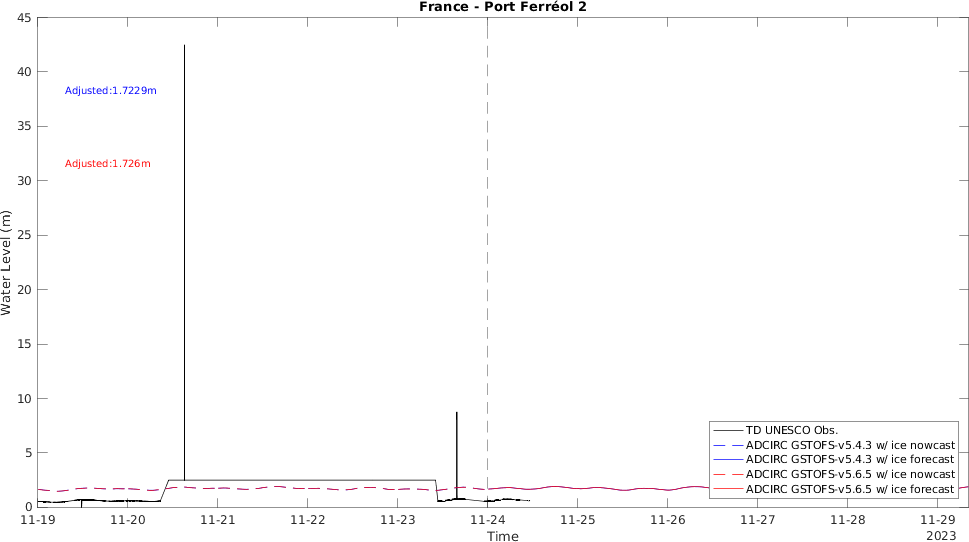 France - Port Ferréol 2
Water Level (m)
45
40
35
30
25
20
15
10
5
0
Adjusted:1.7229m
Adjusted:1.726m
TD UNESCO Obs.
ADCIRC GSTOFS-v5.4.3 w/ ice nowcast
ADCIRC GSTOFS-v5.4.3 w/ ice forecast
ADCIRC GSTOFS-v5.6.5 w/ ice nowcast
ADCIRC GSTOFS-v5.6.5 w/ ice forecast
11-19 11-20 11-21 11-22 11-23 11-24 11-25 11-26 11-27 11-28 11-29
2023
Time